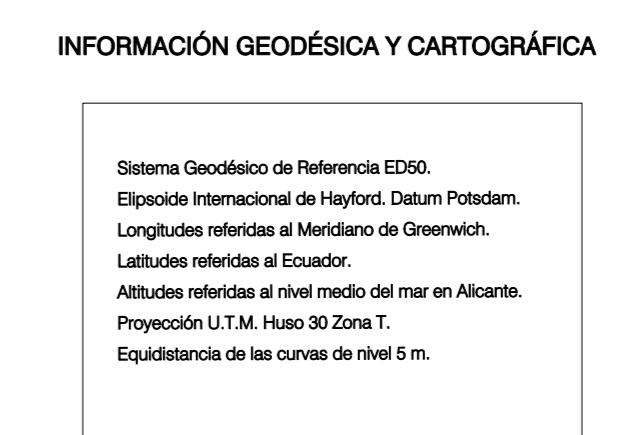 INFORMACIÓN GEODÉSICA Y CARTOGRÁFICA
Sistema Geodésico de Referencia ED50.
Elipsoide Internacional de Hayford. Datum Potsdam.
Longitudes referidas al Meridiano de Greenwich.
Latitudes referidas al Ecuador.
Altitudes referidas al nivel medio del mar en Alicante.
Proyección U.T.M. Huso 30 Zona T.
Equidistancia de las curvas de nivel 5 m.